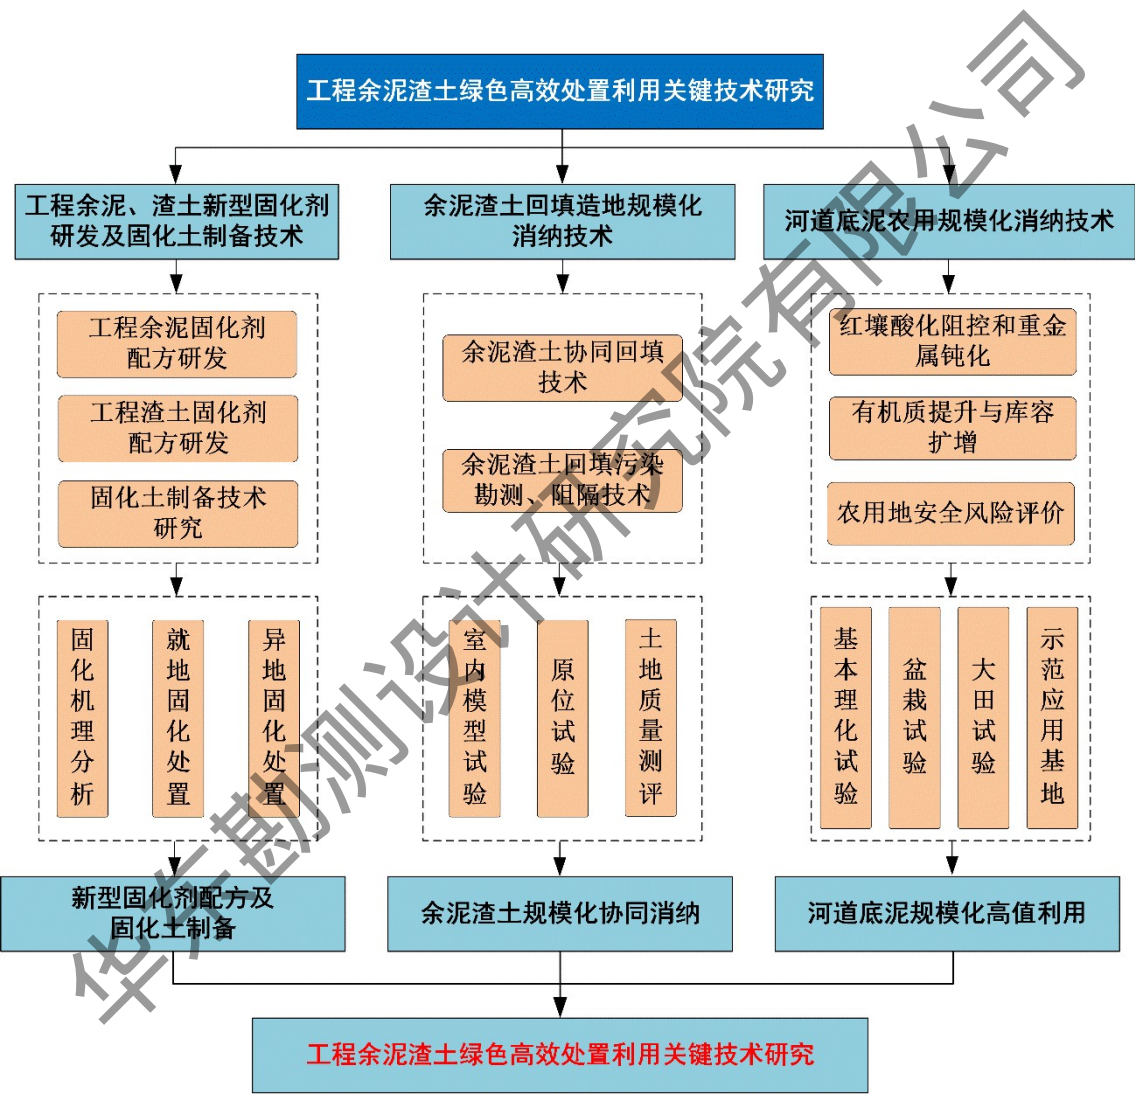 工程余泥渣土绿色高效处置利用关键技术研究
工程余泥、渣土新型固化剂
研发及固化土制备技术
余泥渣土回填造地规模化
消纳技术
河道底泥农用规模化消纳技术
工程余泥固化剂
配方研发
工程渣土固化剂
配方研发
固化土制备技术
研究
余泥渣土协同回填
技术
余泥渣土回填污染
勘测、阻隔技术
红壤酸化阻控和重金
属钝化
有机质提升与库容
扩增
农用地安全风险评价
固化机理分析
就地固化处置
异地固化处置
室内模型试验
原位试验
土地质量测评
基本理化试验
盆栽试验
大田试验
示范应用基地
新型固化剂配方及
固化土制备
余泥渣土规模化协同消纳
河道底泥规模化高值利用
工程余泥渣土绿色高效处置利用关键技术研究
华东勘测设计研究院有限公司